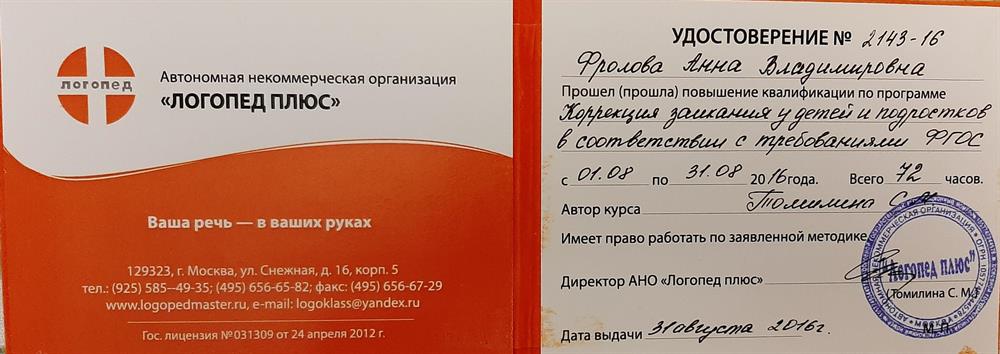 логопед
Автономная некоммерческая организация
«ЛОГОПЕД ПЛЮС»
Ваша речь — в ваших руках
129323, г. Москва, ул. Снежная, д. 16, корп. 5
тел.: (925) 585--49-35; (495) 656-65-82; факс: (495) 656-67-29
www.logopedmaster.ru, e-mail: logoklass@yandex.ru
Гос. лицензия №031309 от 24 апреля 2012 г.
УДОСТОВЕРЕНИЕ № 2143-16
Фролова Анна Владимировна
Прошел (прошла) повышение квалификации по программе
Коррекция заикания у детей и подростков
в соответствии с требованиями ФГОС
с 01.08 по 31.08 2016года. Всего 72 часов.
Автор курса Томилина С.
Имеет право работать по заявленной методике
Директор АНО «Логопед плюс»
"Логопед плюс"
(Томилина С. М.)
М. П.
Дата выдачи 31 августа 2016г.